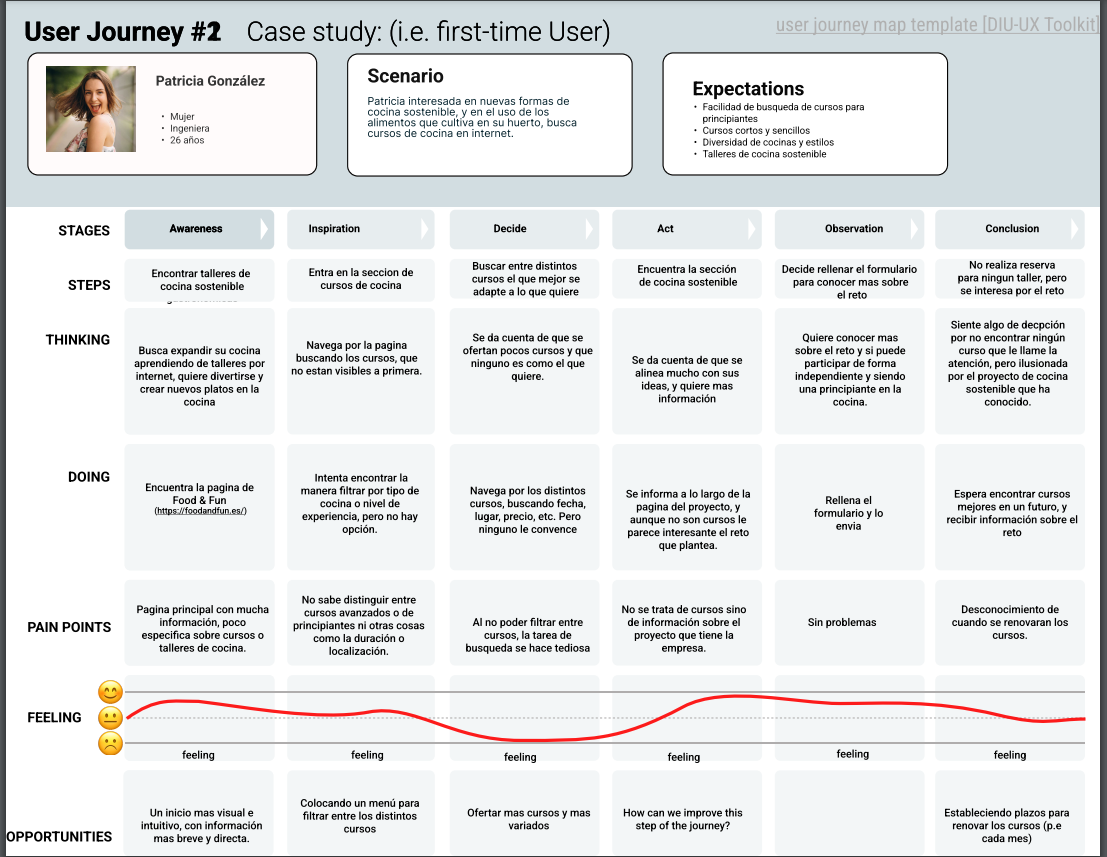 User Journey #2 Case study: (i.e. first-time User)
user journey map template [DIU-UX Toolkit]
Patricia González
• Mujer
• Ingeniera
• 26 años
Scenario
Patricia interesada en nuevas formas de
cocina sostenible, y en el uso de los
alimentos que cultiva en su huerto, busca
cursos de cocina en internet.
Expectations
• Facilidad de busqueda de cursos para
principiantes
• Cursos cortos y sencillos
• Diversidad de cocinas y estilos
• Talleres de cocina sostenible
STAGES
Awareness
Inspiration
Decide
Act
Observation
Conclusion
STEPS
Encontrar talleres de
cocina sostenible
Entra en la seccion de
cursos de cocina
Buscar entre distintos
cursos el que mejor se
adapte a lo que quiere
Encuentra la sección
de cocina sostenible
Decide rellenar el formulario
para conocer mas sobre
el reto
No realiza reserva
para ningun taller, pero
se interesa por el reto
THINKING
Busca expandir su cocina
aprendiendo de talleres por
internet, quiere divertirse y
crear nuevos platos en la
cocina
Navega por la pagina
buscando los cursos, que
no estan visibles a primera.
Se da cuenta de que se
ofertan pocos cursos y que
ninguno es como el que
quiere.
Se da cuenta de que se
alinea mucho con sus
ideas, y quiere mas
información
Quiere conocer mas
sobre el reto y si puede
participar de forma
independiente y siendo
una principiante en la
cocina.
Siente algo de decpción
por no encontrar ningún
curso que le llame la
atención, pero ilusionada
por el proyecto de cocina
sostenible que ha
conocido.
DOING
Encuentra la pagina de
Food & Fun
(https://foodandfun.es/)
Intenta encontrar la
manera filtrar por tipo de
cocina o nivel de
experiencia, pero no hay
opción.
Navega por los distintos
cursos, buscando fecha,
lugar, precio, etc. Pero
ninguno le convence
Se informa a lo largo de la
pagina del proyecto, y
aunque no son cursos le
parece interesante el reto
que plantea.
Rellena el
formulario y lo
envia
Espera encontrar cursos
mejores en un futuro, y
recibir información sobre el
reto
PAIN POINTS
Pagina principal con mucha
información, poco
especifica sobre cursos o
talleres de cocina.
No sabe distinguir entre
cursos avanzados o de
principiantes ni otras cosas
como la duración o
localización.
Al no poder filtrar entre
cursos, la tarea de
busqueda se hace tediosa
No se trata de cursos sino
de información sobre el
proyecto que tiene la
empresa.
Sin problemas
Desconocimiento de
cuando se renovaran los
cursos.
FEELING
feeling
feeling
feeling
feeling
feeling
feeling
OPPORTUNITIES
Un inicio mas visual e
intuitivo, con información
mas breve y directa.
Colocando un menú para
filtrar entre los distintos
cursos
Ofertar mas cursos y mas
variados
How can we improve this
step of the journey?
Estableciendo plazos para
renovar los cursos (p.e
cada mes)